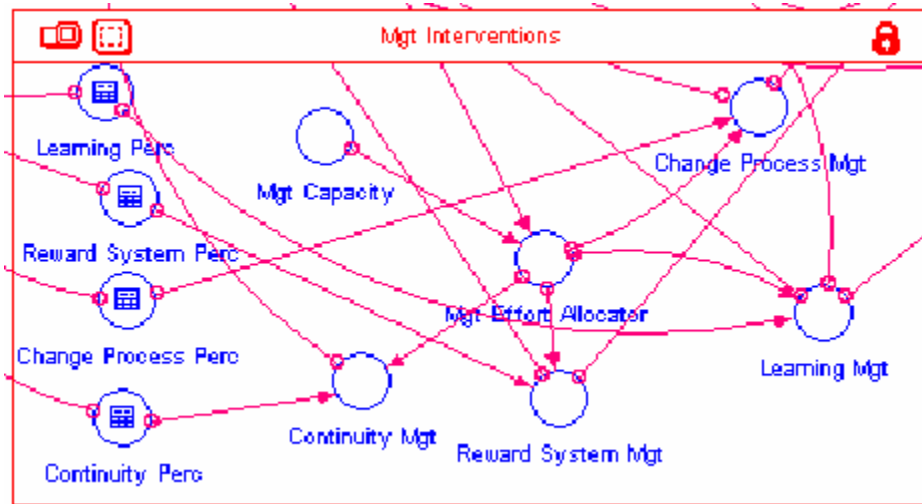 Mgt Interventions
Learning Perc
Mgt Capacity
Change Process Mgt
Reward System Perc
Mgt Effort Allocator
Change Process Perc
Learning Mgt
Continuity Mgt
Reward System Mgt
Continuity Perc